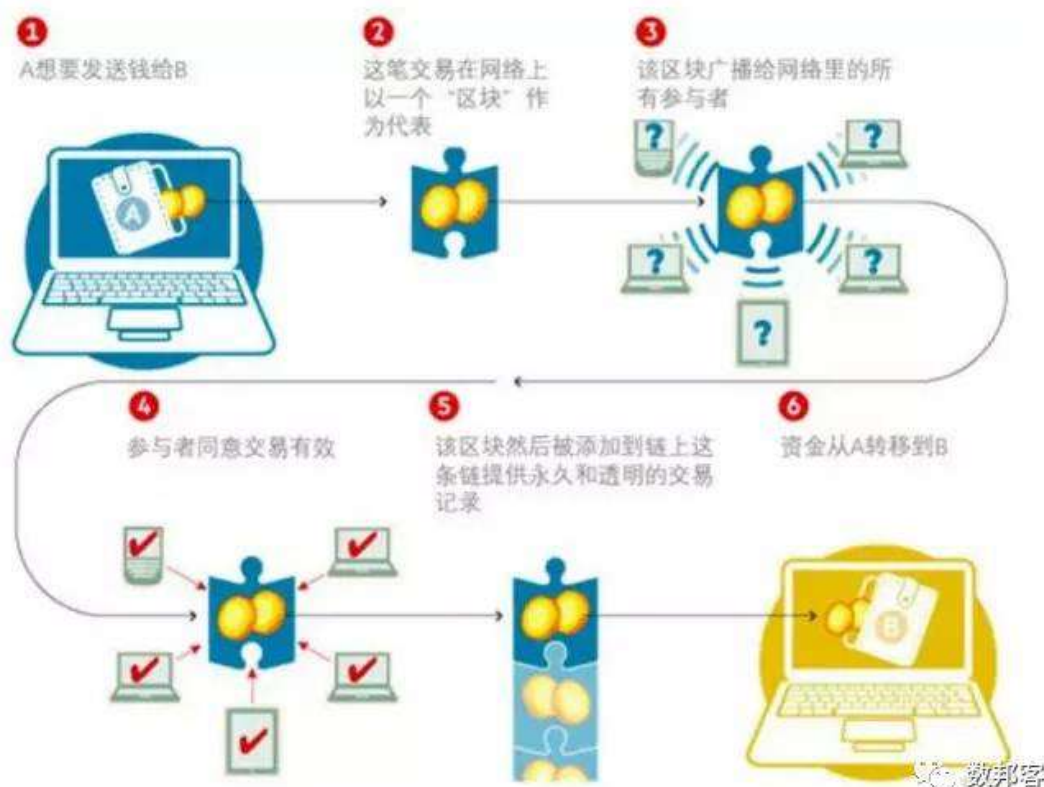 1
A想要发送钱给B
2
这笔交易在网络上
以一个“区块”作
为代表
3
该区块广播给网络里的所
有参与者
A
?
?
?
?
?
4
参与者同意交易有效
5
该区块然后被添加到链上这
条链提供永久和透明的交易
记录
6
资金从A转移到B
B
数邦客